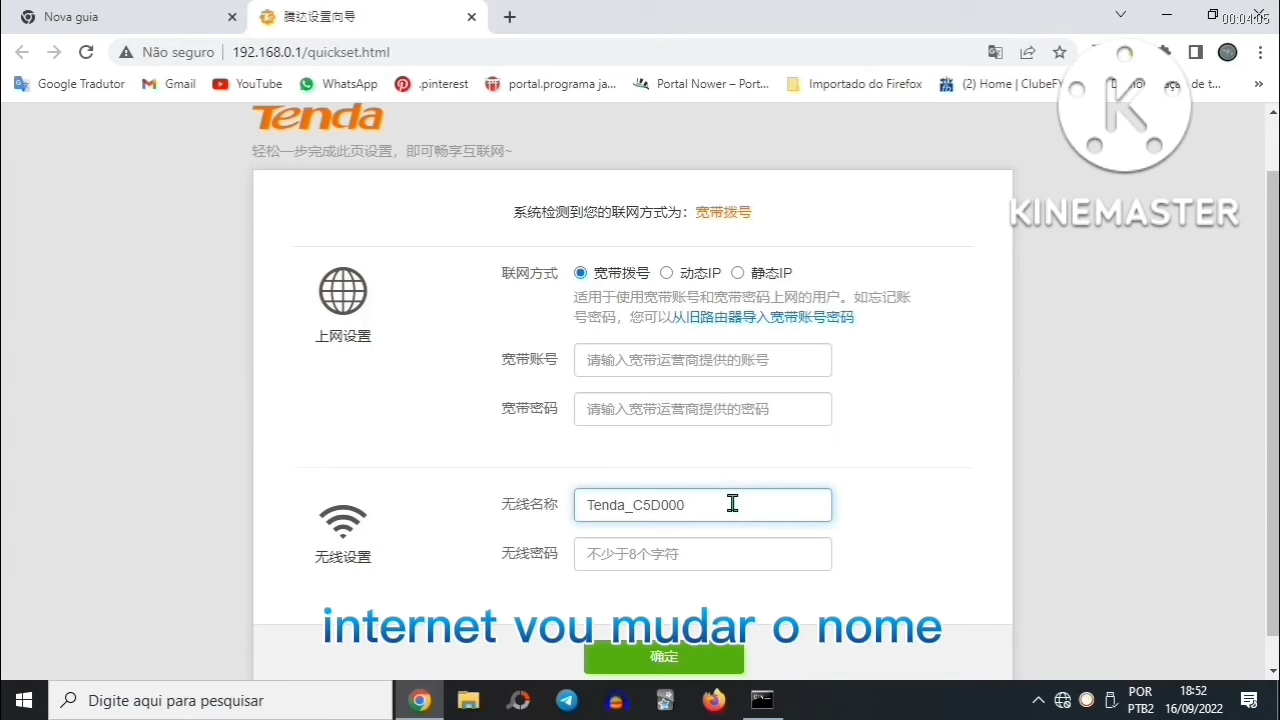 Nova guia
腾达设置向导
00:04:05
Não seguro
192.168.0.1/quickset.html
Google Tradutor
Gmail
YouTube
WhatsApp
.pinterest
portal.programa ja...
Portal Nower – Port...
Importado do Firefox
(2) Home | ClubeF
de t...
K
KINEMASTER
Tenda
轻松一步完成此页设置，即可畅享互联网~
系统检测到您的联网方式为：宽带拨号
联网方式 宽带拨号 动态IP 静态IP
适用于使用宽带账号和宽带密码上网的用户。如忘记账
号密码，您可以从旧路由器导入宽带账号密码
上网设置
宽带账号 请输入宽带运营商提供的账号
宽带密码 请输入宽带运营商提供的密码
无线名称 Tenda_C5D000
无线设置
无线密码 不少于8个字符
internet vou mudar o nome
确定
Digite aqui para pesquisar
POR
PTB2
18:52
16/09/2022